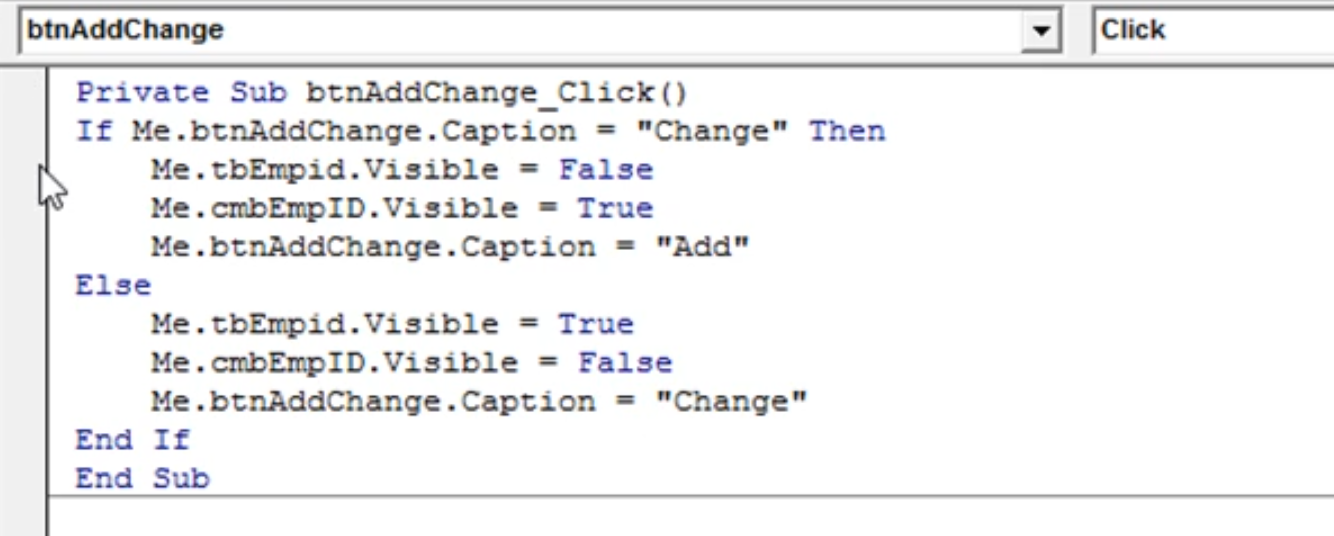 btnAddChange Click
Private Sub btnAddChange_Click()
If Me.btnAddChange.Caption = "Change" Then
    Me.tbEmpid.Visible = False
    Me.cmbEmpID.Visible = True
    Me.btnAddChange.Caption = "Add"
Else
    Me.tbEmpid.Visible = True
    Me.cmbEmpID.Visible = False
    Me.btnAddChange.Caption = "Change"
End If
End Sub